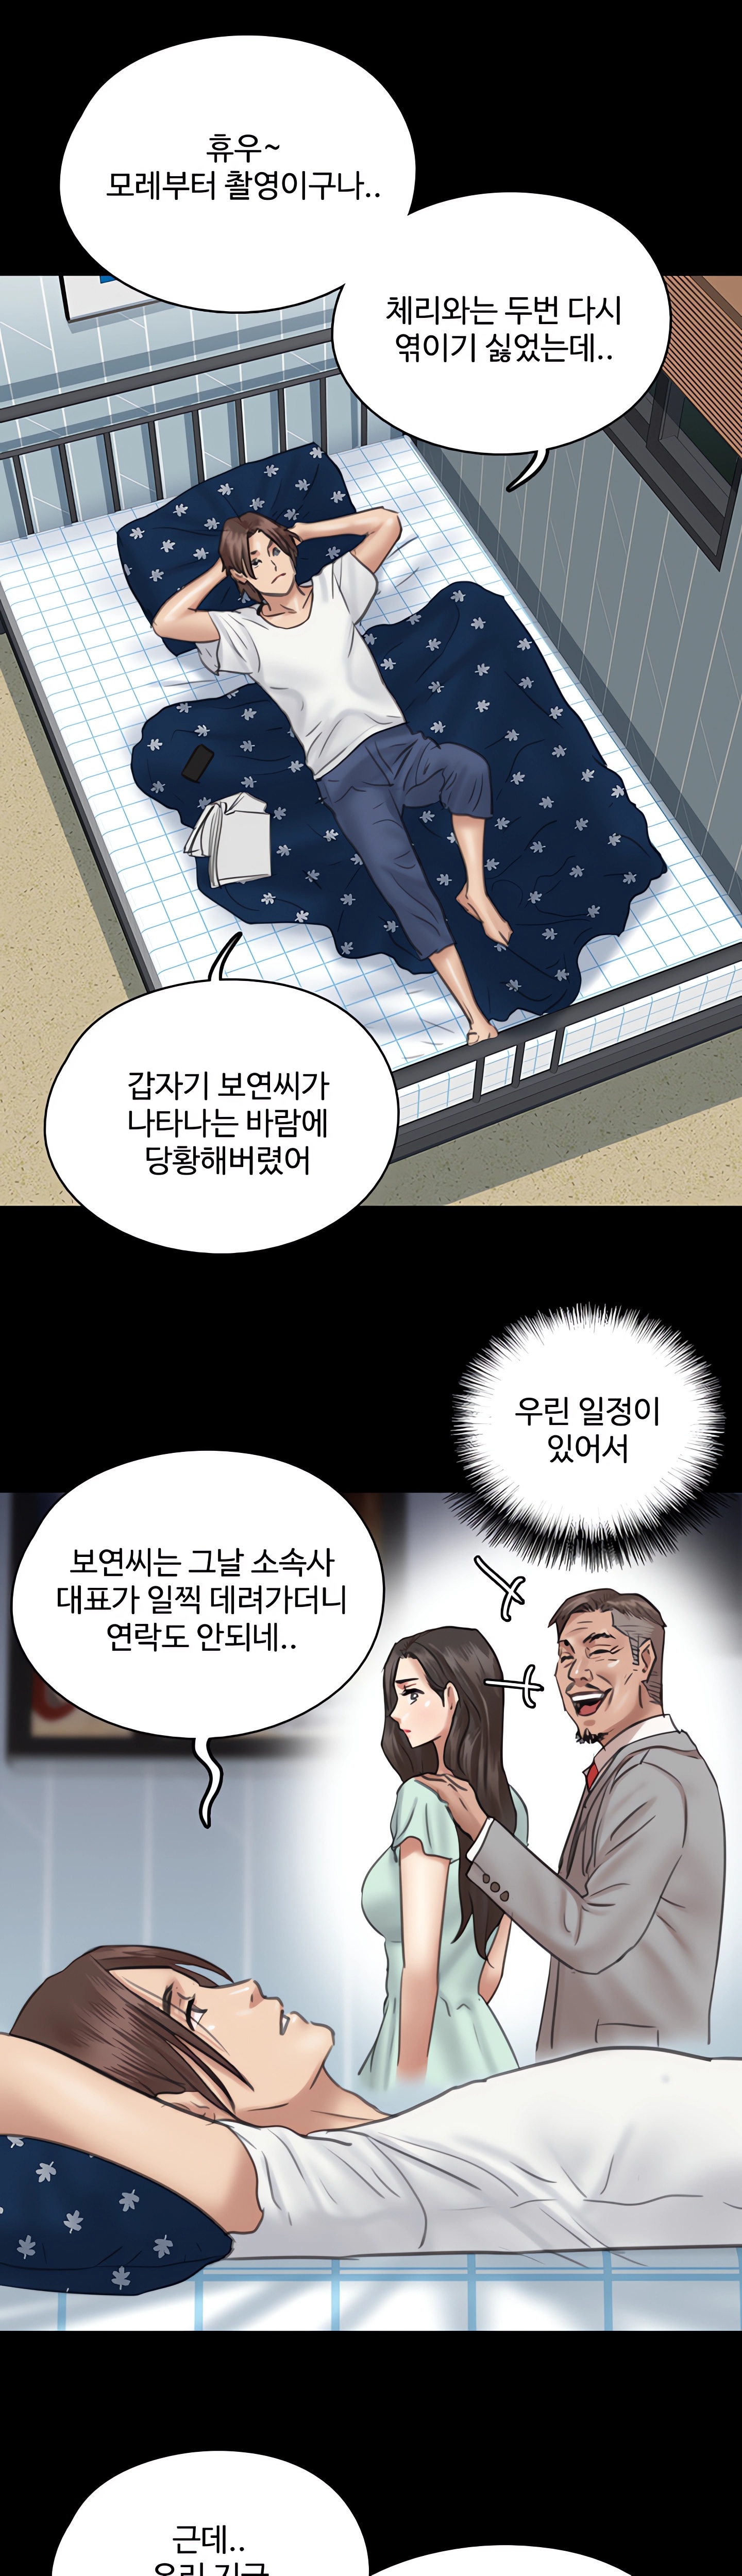 휴우~
모레부터 촬영이구나..
체리와는 두번 다시
엮이기 싫었는데..
갑자기 보연씨가
나타나는 바람에
당황해버렸어
우린 일정이
있어서
보연씨는 그날 소속사
대표가 일찍 데려가더니
연락도 안되네..
근데..